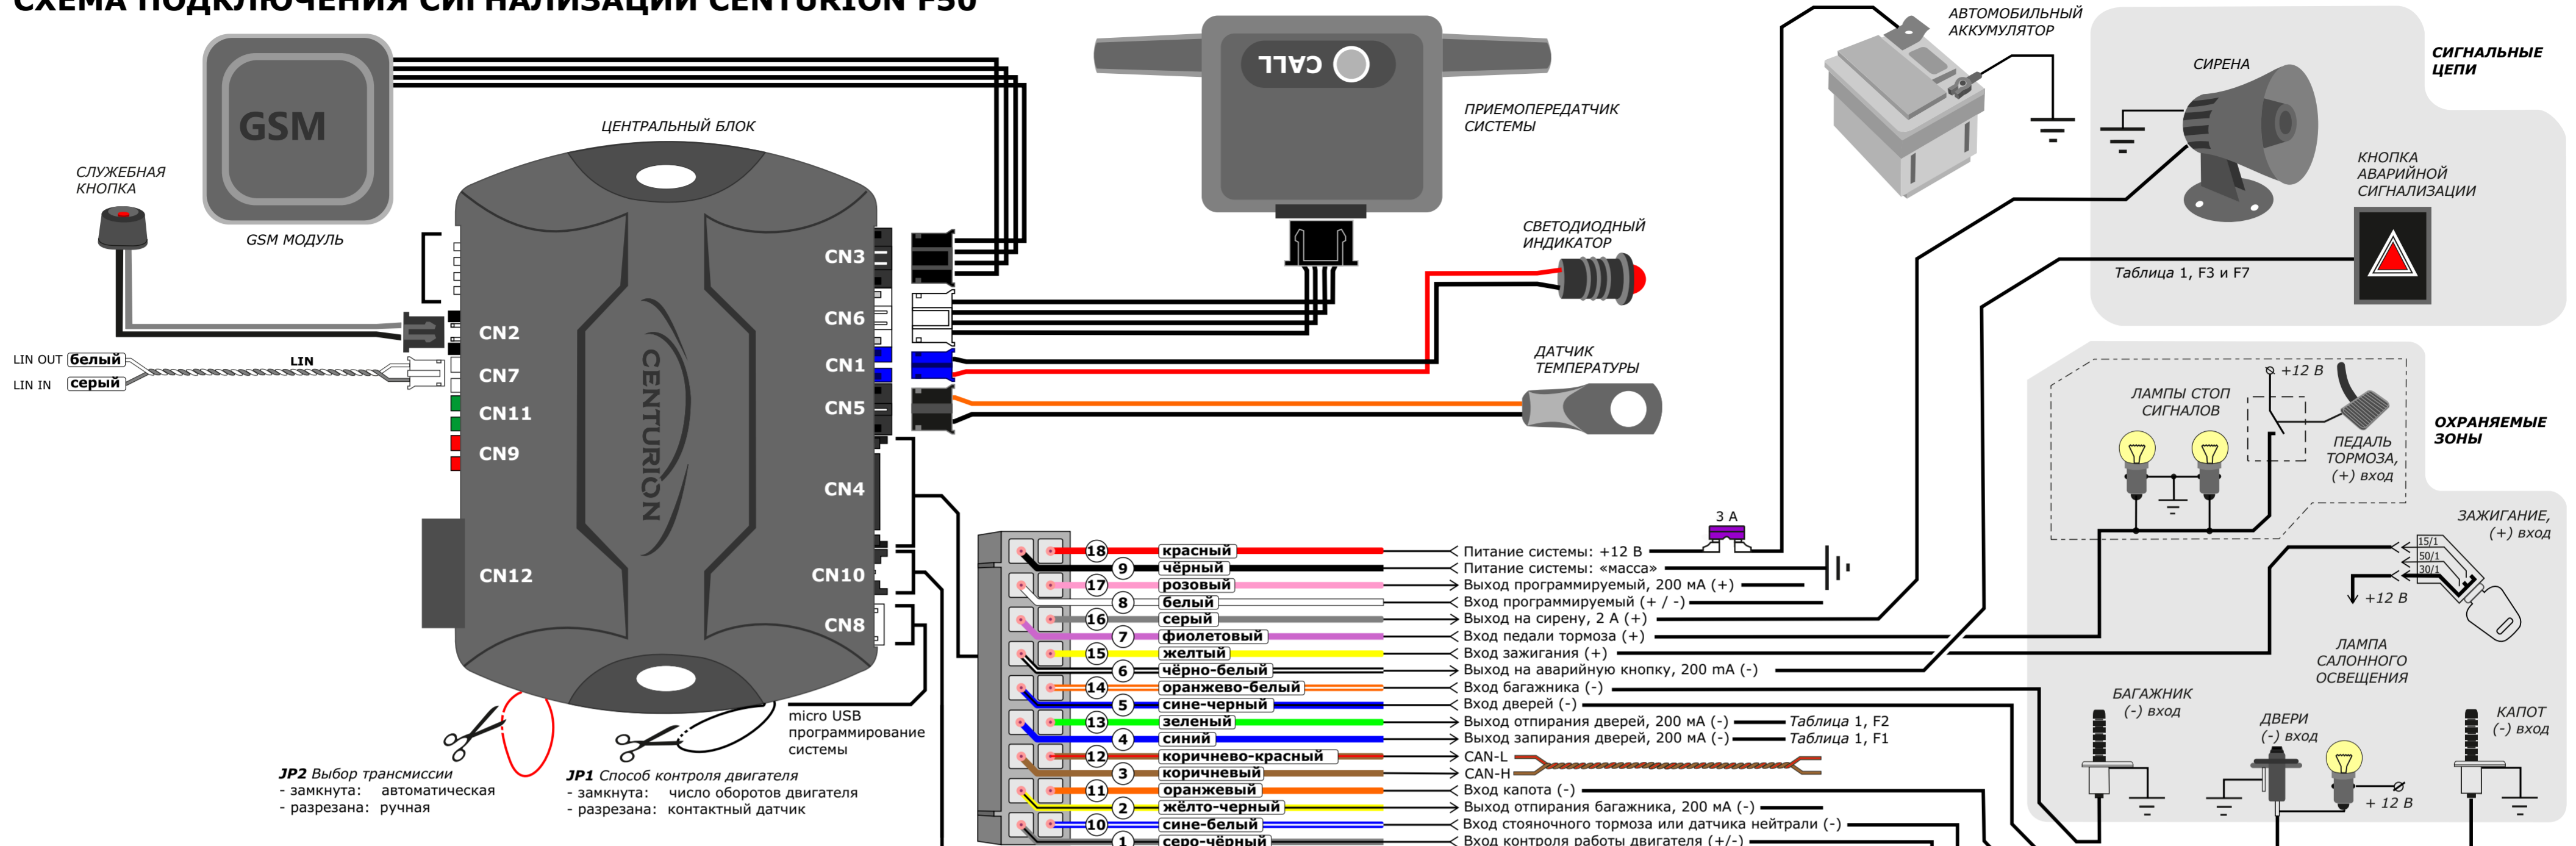 СХЕМА ПОДКЛЮЧЕНИЯ СИГНАЛИЗАЦИИ CENTURION F50
GSM
GSM МОДУЛЬ
СЛУЖЕБНАЯ
КНОПКА
ЦЕНТРАЛЬНЫЙ БЛОК
CENTURION
CN3
CN6
CN1
CN5
CN4
CN10
CN8
CN2
CN7
CN11
CN9
CN12
LIN OUT белый
LIN
LIN IN серый
CALL
ПРИЕМОПЕРЕДАТЧИК
СИСТЕМЫ
СВЕТОДИОДНЫЙ
ИНДИКАТОР
ДАТЧИК
ТЕМПЕРАТУРЫ
АВТОМОБИЛЬНЫЙ
АККУМУЛЯТОР
СИГНАЛЬНЫЕ
ЦЕПИ
СИРЕНА
КНОПКА
АВАРИЙНОЙ
СИГНАЛИЗАЦИИ
Таблица 1, F3 и F7
ОХРАНЯЕМЫЕ
ЗОНЫ
ЛАМПЫ СТОП
СИГНАЛОВ
+12 В
ПЕДАЛЬ
ТОРМОЗА,
(+) вход
ЗАЖИГАНИЕ,
(+) вход
15/1
50/1
30/1
+12 В
ЛАМПА
САЛОННОГО
ОСВЕЩЕНИЯ
БАГАЖНИК
(-) вход
ДВЕРИ
(-) вход
КАПОТ
(-) вход
+ 12 В
3 А
18 красный Питание системы: +12 В
9 чёрный Питание системы: «масса»
17 розовый Выход программируемый, 200 мА (+)
8 белый Вход программируемый (+ / -)
16 серый Выход на сирену, 2 А (+)
7 фиолетовый Вход педали тормоза (+)
15 желтый Вход зажигания (+)
6 чёрно-белый Выход на аварийную кнопку, 200 mA (-)
14 оранжево-белый Вход багажника (-)
5 сине-черный Вход дверей (-)
13 зеленый Выход отпирания дверей, 200 мА (-) Таблица 1, F2
4 синий Выход запирания дверей, 200 мА (-) Таблица 1, F1
12 коричнево-красный CAN-L
3 коричневый CAN-H
11 оранжевый Вход капота (-)
2 жёлто-черный Выход отпирания багажника, 200 мА (-)
10 сине-белый Вход стояночного тормоза или датчика нейтрали (-)
1 серо-чёрный Вход контроля работы двигателя (+/-)
micro USB
программирование
системы
JP2 Выбор трансмиссии
- замкнута: автоматическая
- разрезана: ручная
JP1 Способ контроля двигателя
- замкнута: число оборотов двигателя
- разрезана: контактный датчик